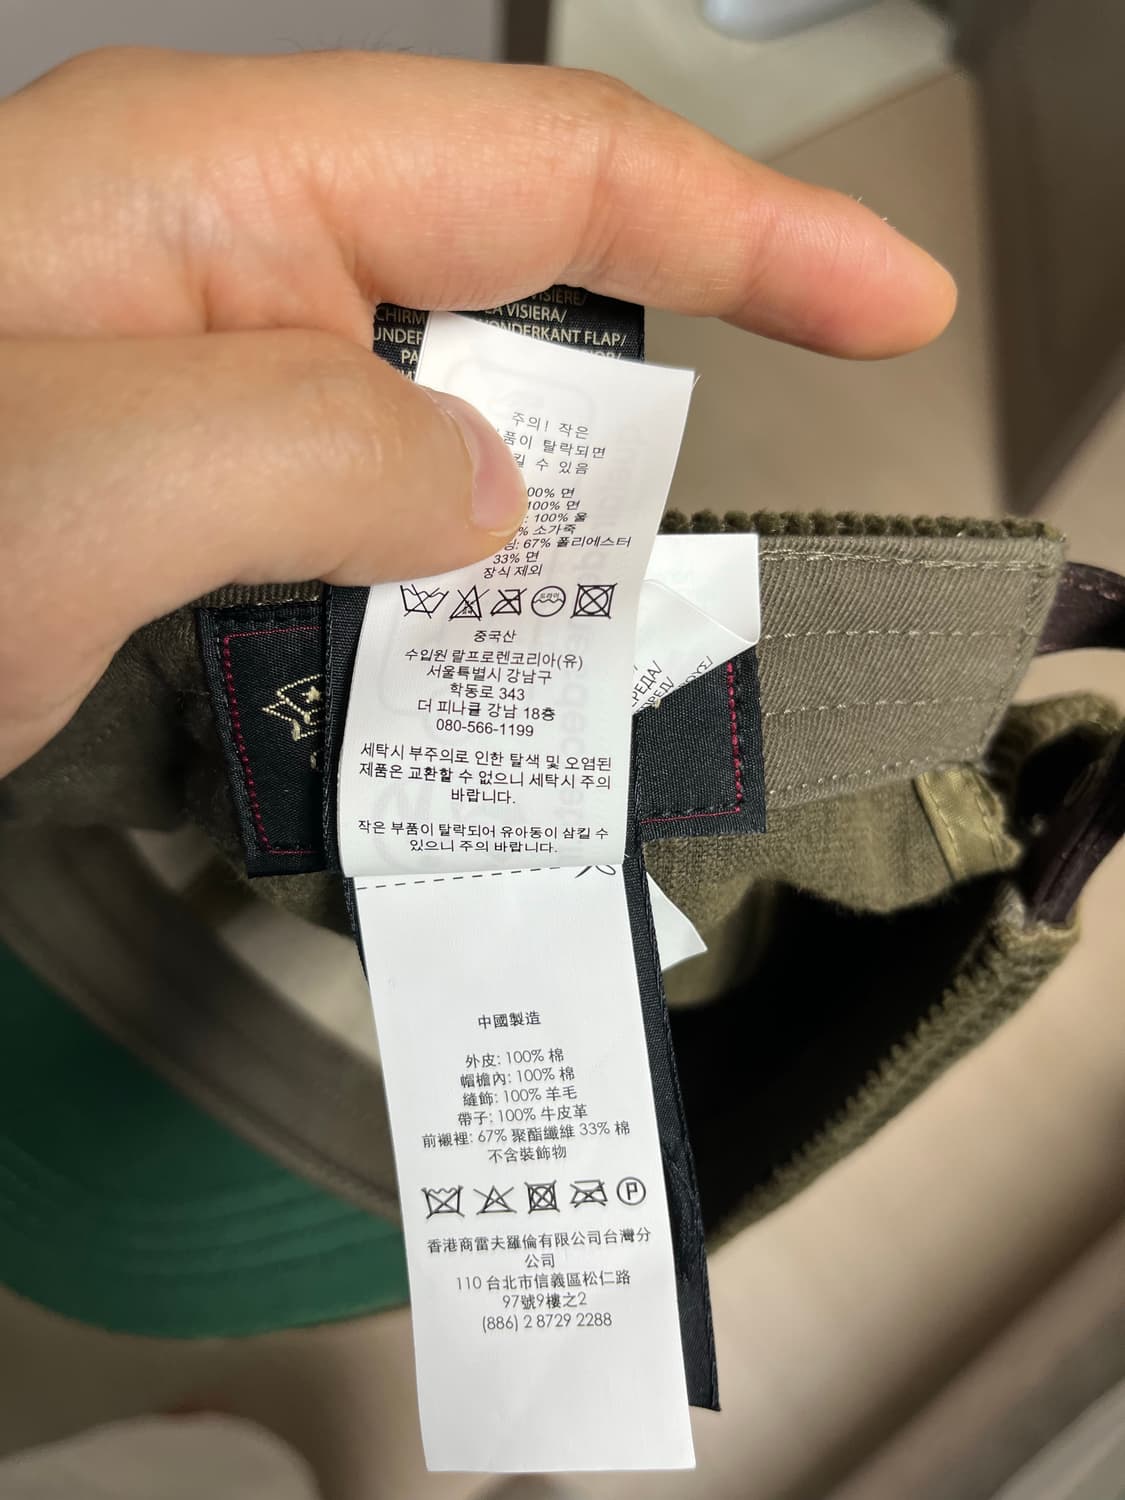 VISIERE/
CHIRM LA VISIERA/
UNDER VONDERKANT FLAP/
PA
주의! 작은
품이 탈락되면
킬 수 있음
00% 면
100% 면
: 100% 울
% 소가죽
: 67% 폴리에스터
33% 면
장식 제외
드라이
중국산
수입원 랄프로렌코리아(유)
서울특별시 강남구
학동로 343
더 피나클 강남 18층
080-566-1199
세탁시 부주의로 인한 탈색 및 오염된
제품은 교환할 수 없으니 세탁시 주의
바랍니다.
작은 부품이 탈락되어 유아동이 삼킬 수
있으니 주의 바랍니다.
中國製造
外皮: 100% 棉
帽檐內: 100% 棉
縫飾: 100% 羊毛
帶子: 100% 牛皮革
前襯裡: 67% 聚酯纖維 33% 棉
不含裝飾物
P
香港商雷夫羅倫有限公司台灣分
公司
110 台北市信義區松仁路
97號9樓之2
(886) 2 8729 2288